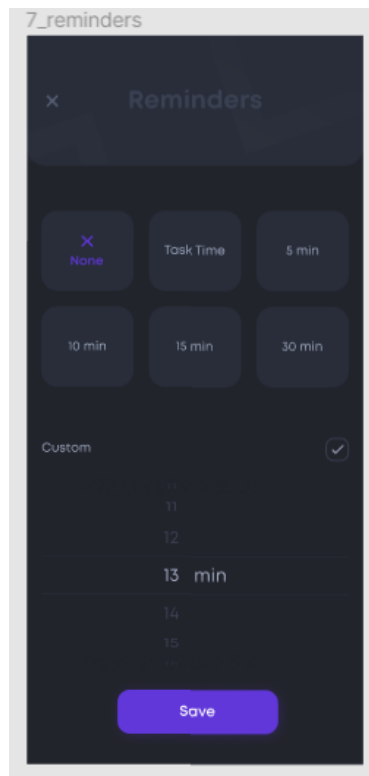 7_reminders
× Reminders
None Task Time 5 min
10 min 15 min 30 min
Custom
11
12
13 min
14
15
Save